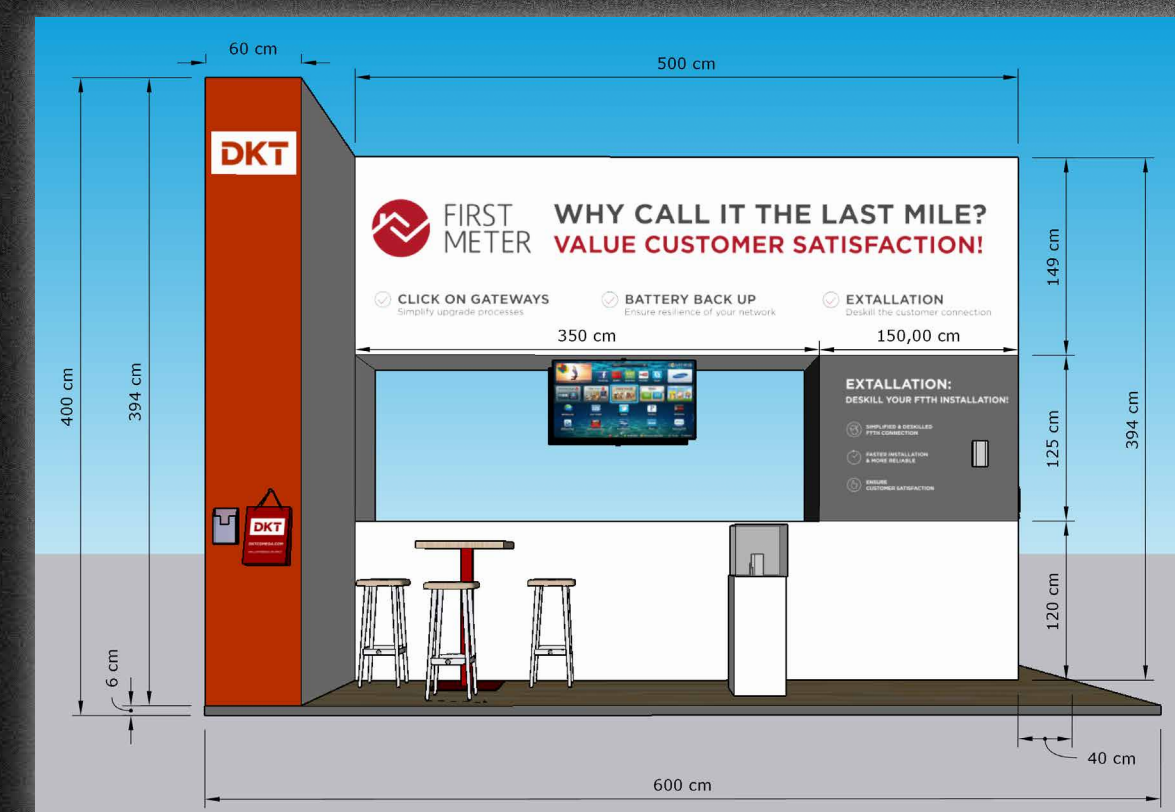 60 cm
500 cm
DKT
FIRST
METER
WHY CALL IT THE LAST MILE?
VALUE CUSTOMER SATISFACTION!
CLICK ON GATEWAYS
Simplify upgrade processes
BATTERY BACK UP
Ensure resilience of your network
EXTALLATION
Deskill the customer connection
149 cm
350 cm
150,00 cm
400 cm
394 cm
EXTALLATION:
DESKILL YOUR FTTH INSTALLATION!
SIMPLIFIED & DESKILLED
FTTH CONNECTION
FASTER INSTALLATION
& MORE RELIABLE
ENSURE
CUSTOMER SATISFACTION
125 cm
394 cm
DKT
120 cm
6 cm
40 cm
600 cm